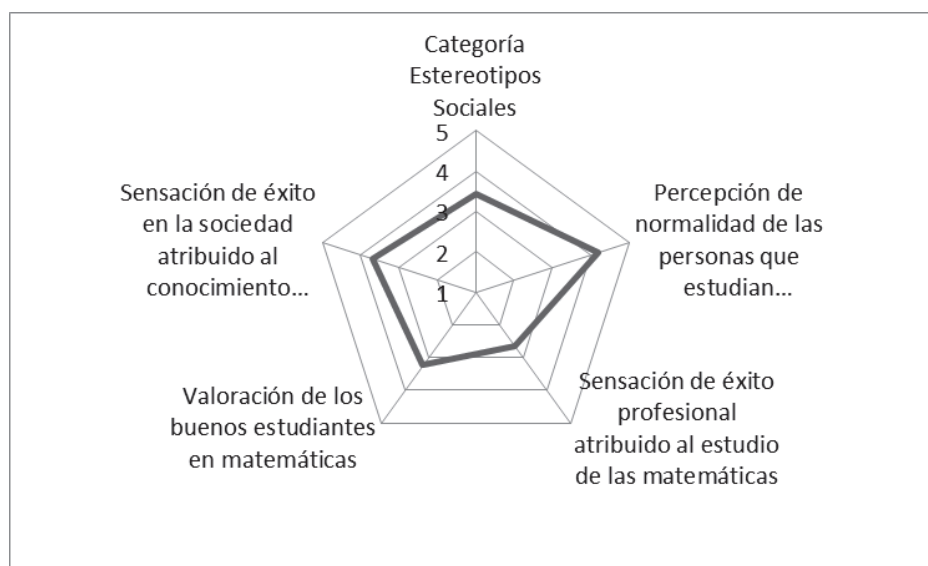 Categoría
Estereotipos
Sociales
5
4
3
2
1
Percepción de
normalidad de las
personas que
estudian...
Sensación de éxito
profesional
atribuido al estudio
de las matemáticas
Valoración de los
buenos estudiantes
en matemáticas
Sensación de éxito
en la sociedad
atribuido al
conocimiento...